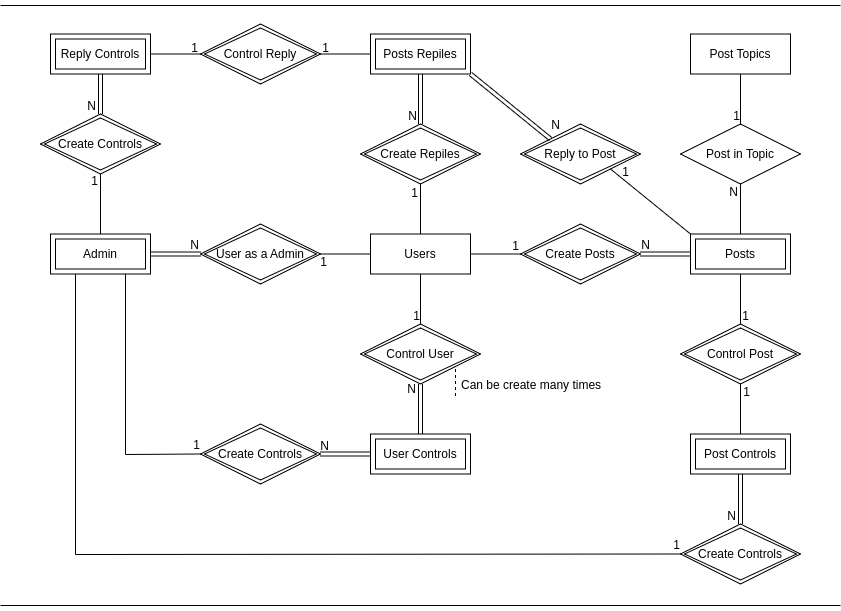 Reply Controls
1
Control Reply
1
Posts Repiles
Post Topics
N
N
N
1
Create Controls
Create Repiles
Reply to Post
Post in Topic
1
1
1
N
Admin
N
User as a Admin
1
Users
1
Create Posts
N
Posts
1
1
Control User
Control Post
N
Can be create many times
1
1
Create Controls
N
User Controls
Post Controls
N
1
Create Controls